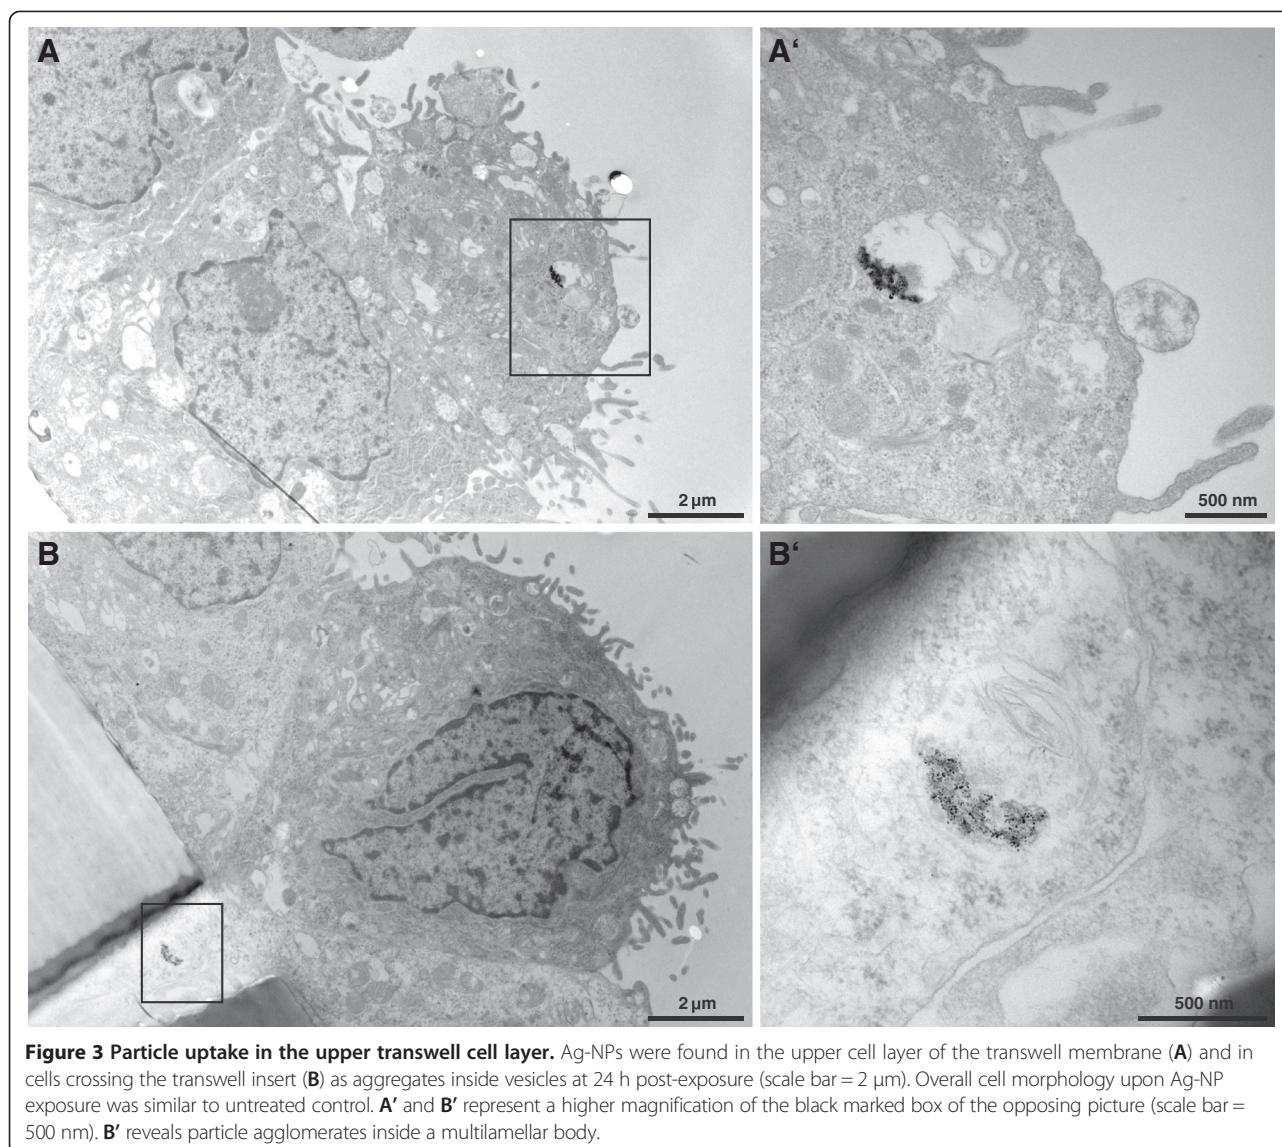 A
A‘
2 µm
500 nm
B
B‘
2 µm
500 nm
Figure 3 Particle uptake in the upper transwell cell layer. Ag-NPs were found in the upper cell layer of the transwell membrane (A) and in
cells crossing the transwell insert (B) as aggregates inside vesicles at 24 h post-exposure (scale bar = 2 µm). Overall cell morphology upon Ag-NP
exposure was similar to untreated control. A’ and B’ represent a higher magnification of the black marked box of the opposing picture (scale bar =
500 nm). B’ reveals particle agglomerates inside a multilamellar body.